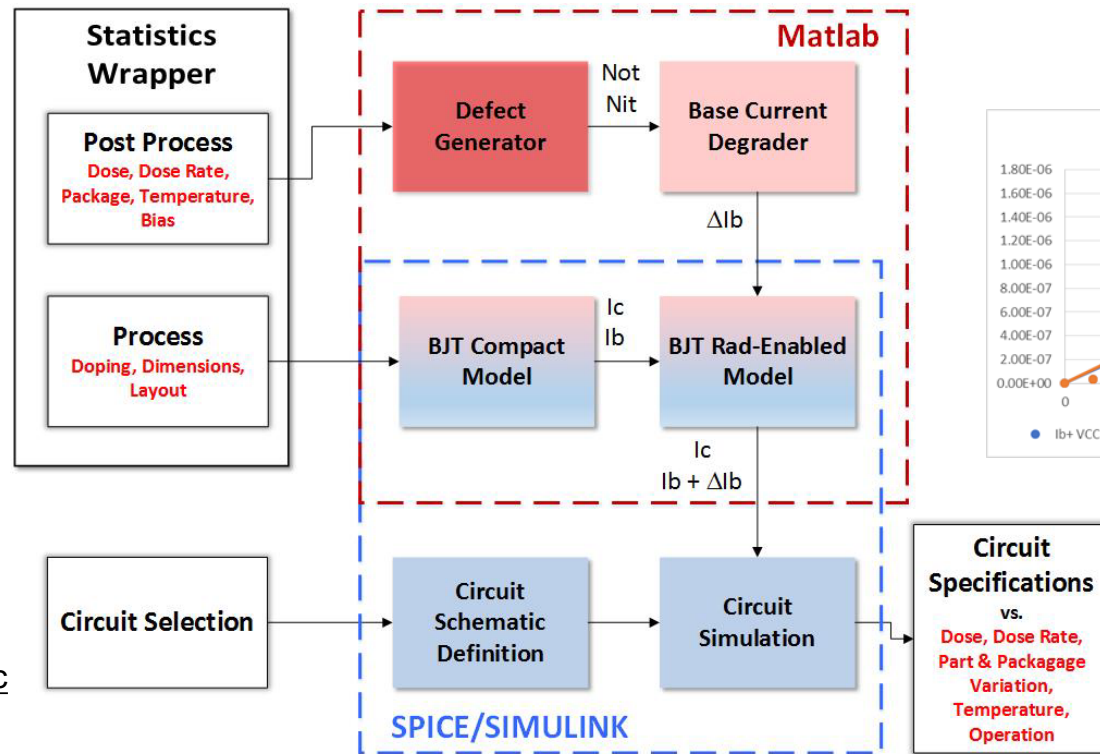 Statistics
Wrapper
Post Process
Dose, Dose Rate,
Package, Temperature,
Bias
Process
Doping, Dimensions,
Layout
Matlab
Defect
Generator
Not
Nit
Base Current
Degrader
ΔIb
BJT Compact
Model
Ic
Ib
BJT Rad-Enabled
Model
Ic
Ib + ΔIb
Circuit Selection
Circuit
Schematic
Definition
Circuit
Simulation
SPICE/SIMULINK
Circuit
Specifications
vs.
Dose, Dose Rate,
Part & Packagage
Variation,
Temperature,
Operation
1.80E-06
1.60E-06
1.40E-06
1.20E-06
1.00E-06
8.00E-07
6.00E-07
4.00E-07
2.00E-07
0.00E+00
0
Ib+ VCC
c